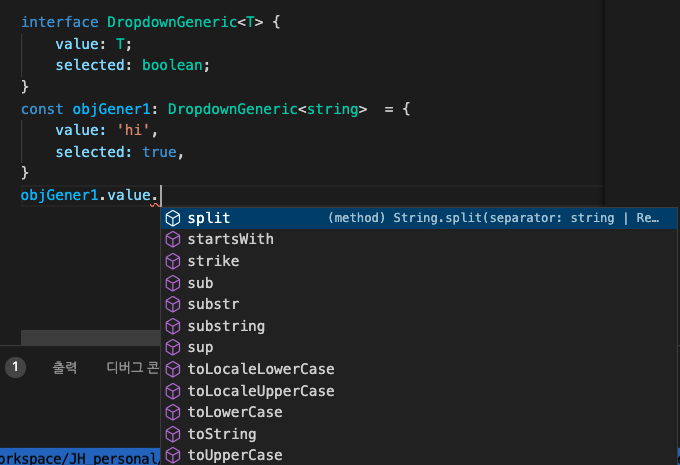 interface DropdownGeneric<T> {
    value: T;
    selected: boolean;
}
const objGener1: DropdownGeneric<string>  = {
    value: 'hi',
    selected: true,
}
objGener1.value.
split (method) String.split(separator: string | Re…
startsWith
strike
sub
substr
substring
sup
toLocaleLowerCase
toLocaleUpperCase
toLowerCase
toString
toUpperCase
1 출력 디버그 콘
orkspace/JH_personal/